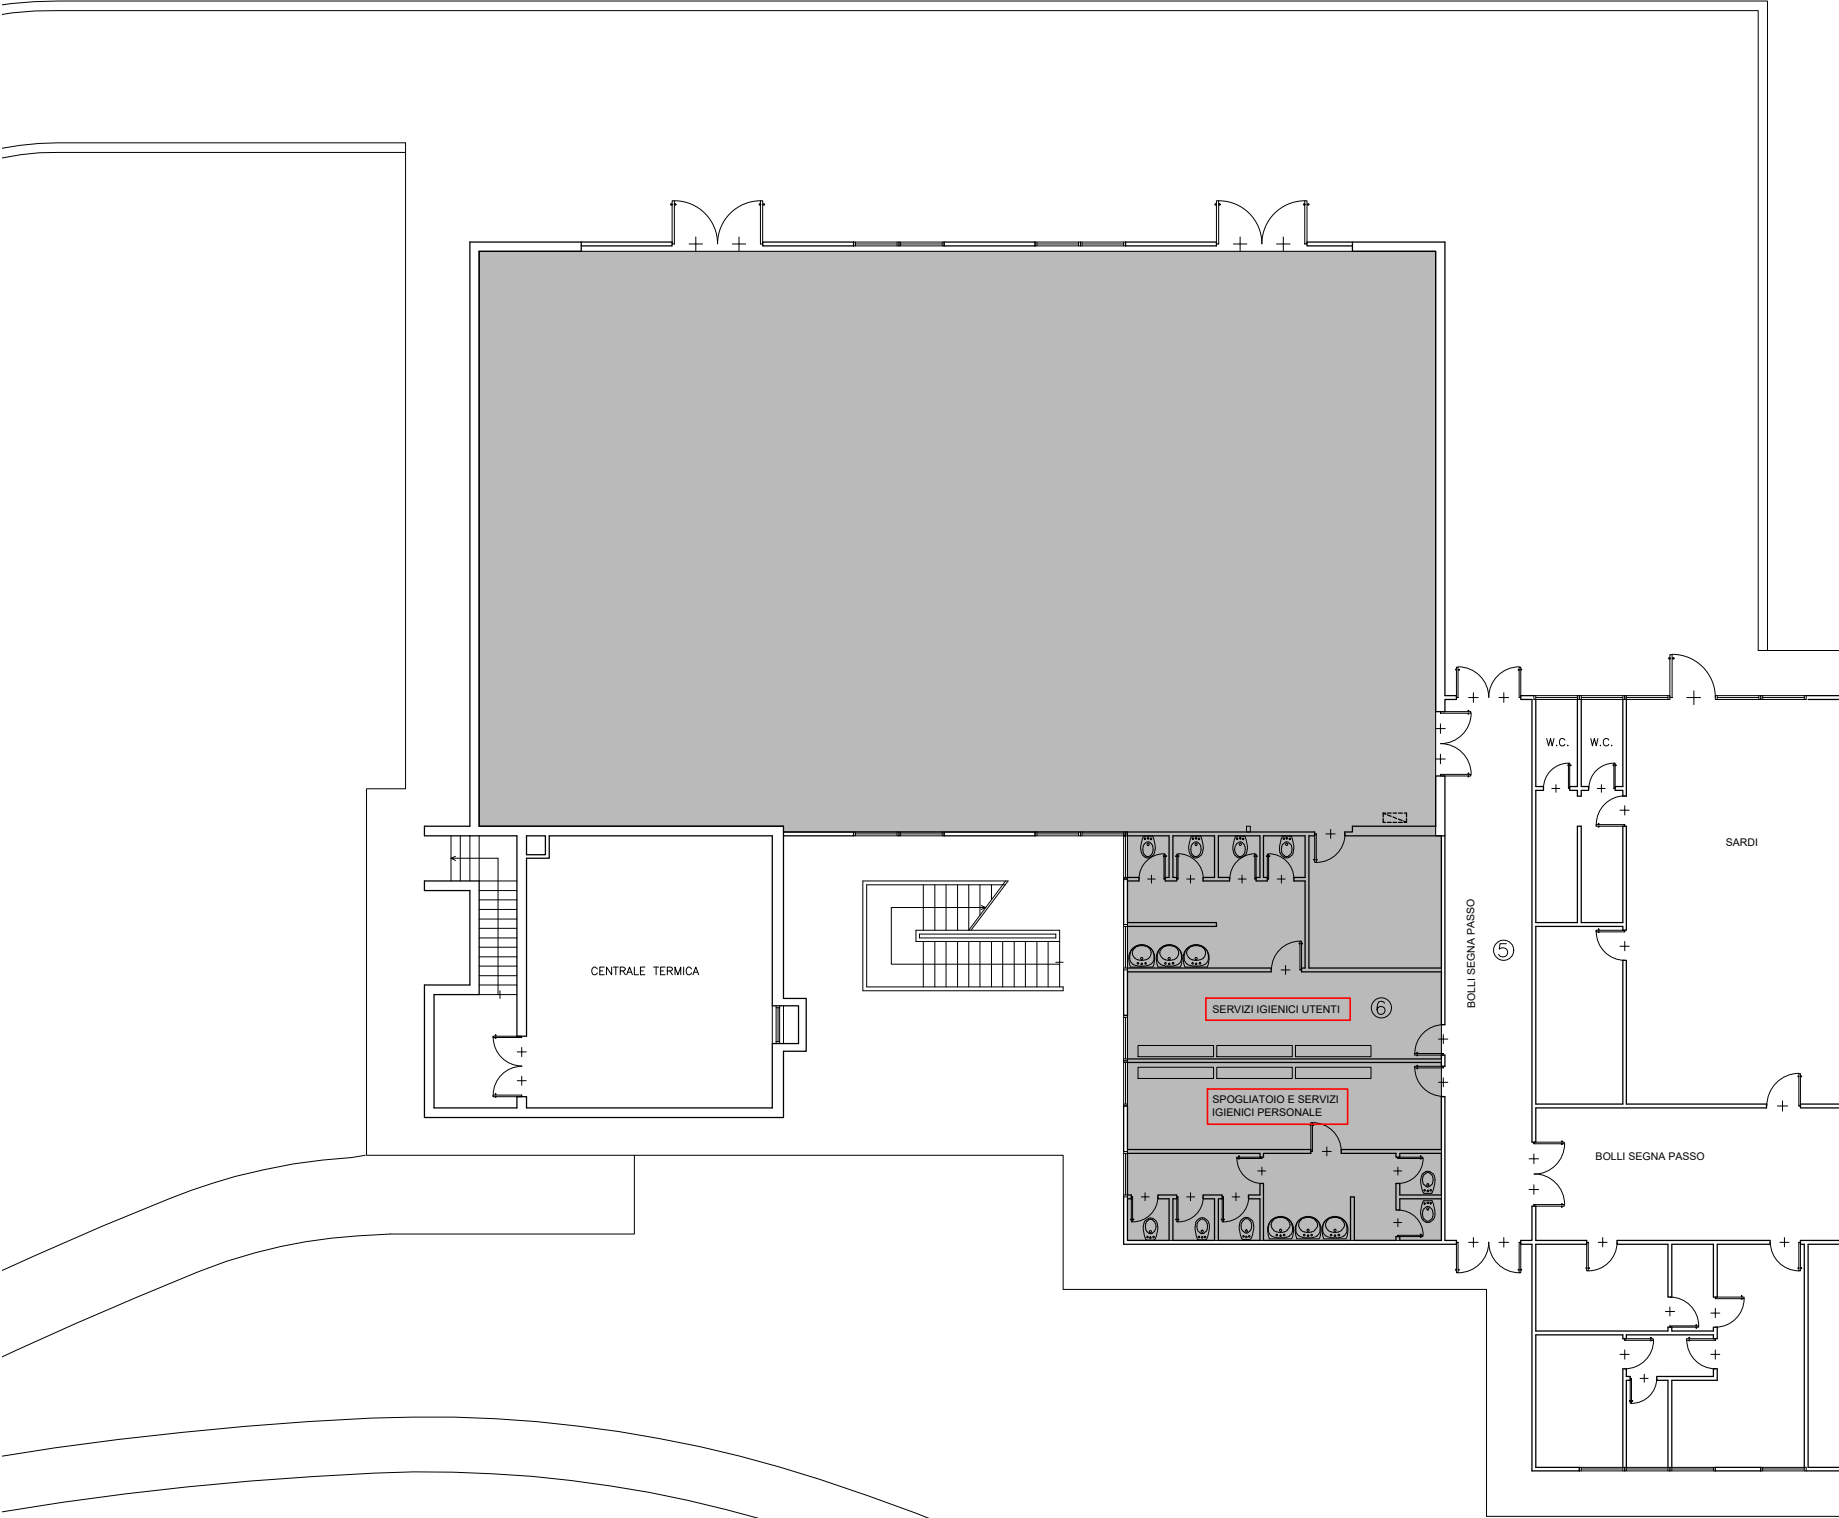 W.C.
W.C.
SARDI
BOLLI SEGNA PASSO
5
CENTRALE TERMICA
SERVIZI IGIENICI UTENTI
6
SPOGLIATOIO E SERVIZI
IGIENICI PERSONALE
BOLLI SEGNA PASSO